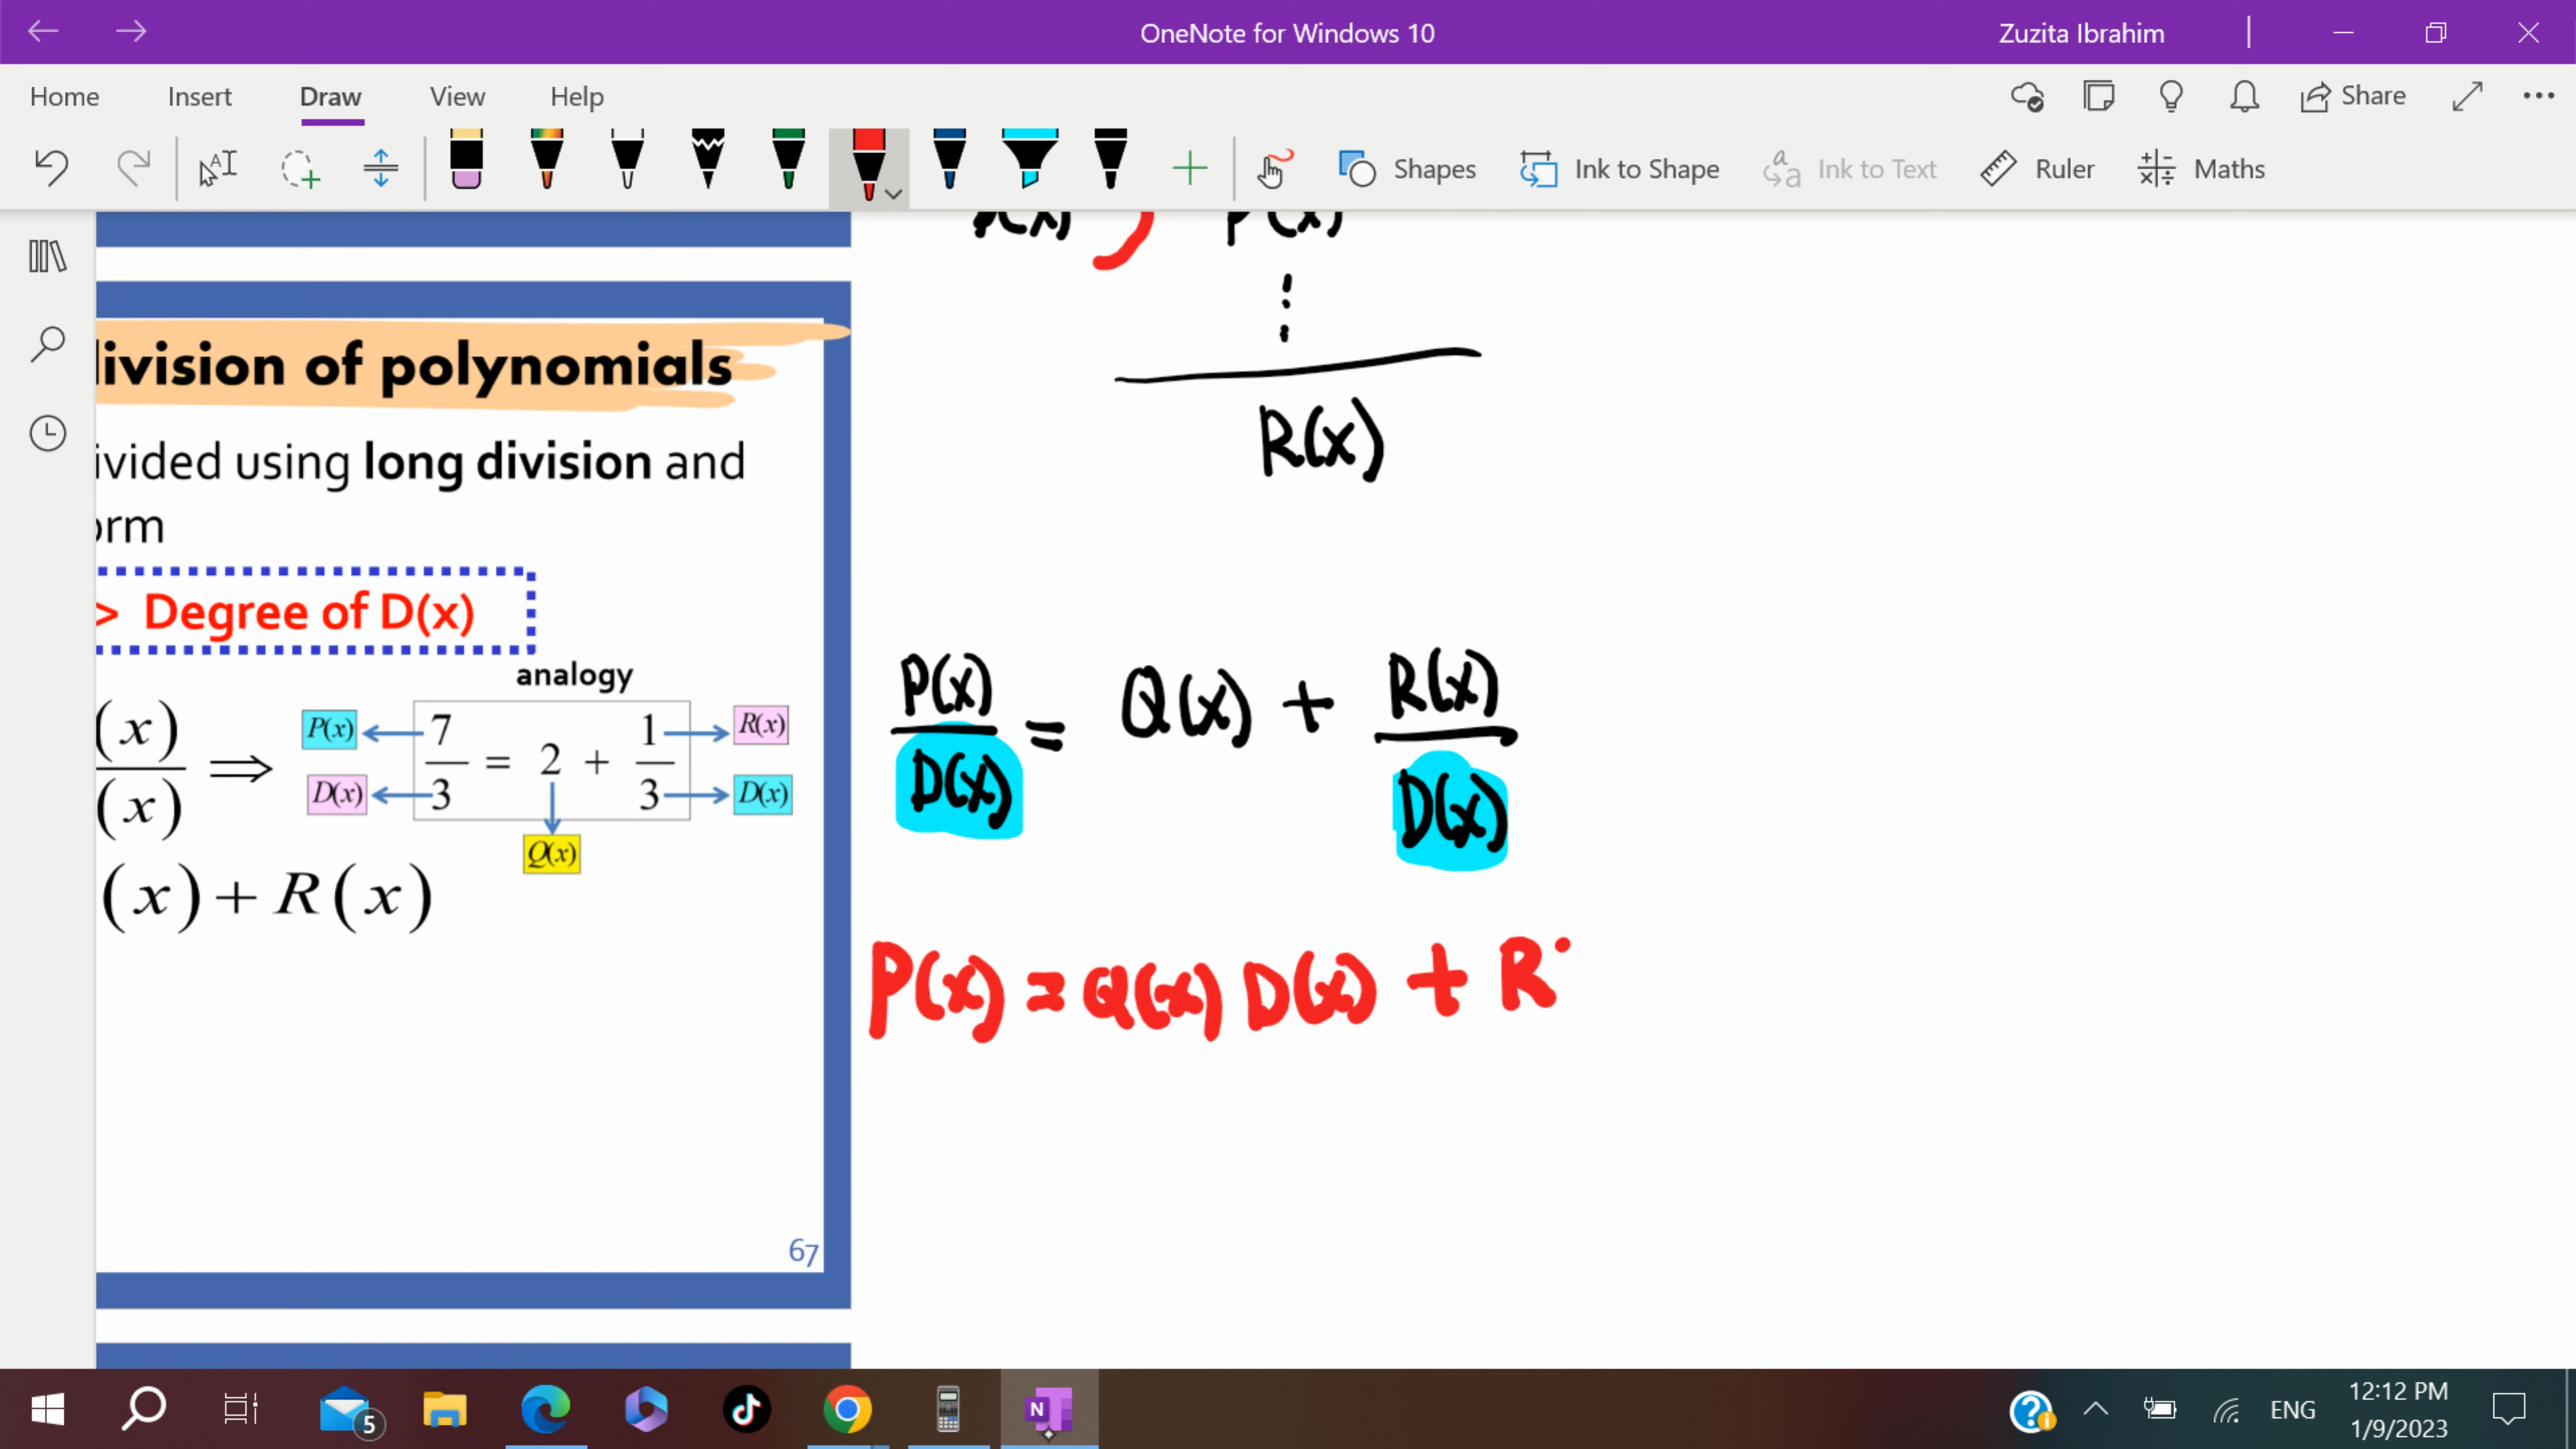 OneNote for Windows 10
Zuzita Ibrahim
Home Insert Draw View Help
Share
Shapes Ink to Shape Ink to Text Ruler Maths
P(x)
ivision of polynomials
ivided using long division and
orm
> Degree of D(x)
analogy
(x)
(x)
⇒
P(x) 7 = 2 + 1 R(x)
D(x) 3 3 D(x)
Q(x)
(x) + R(x)
67
R(x)
P(x) = Q(x) + R(x)
D(x) D(x)
P(x) = Q(x) D(x) + R
5
N
ENG
12:12 PM
1/9/2023